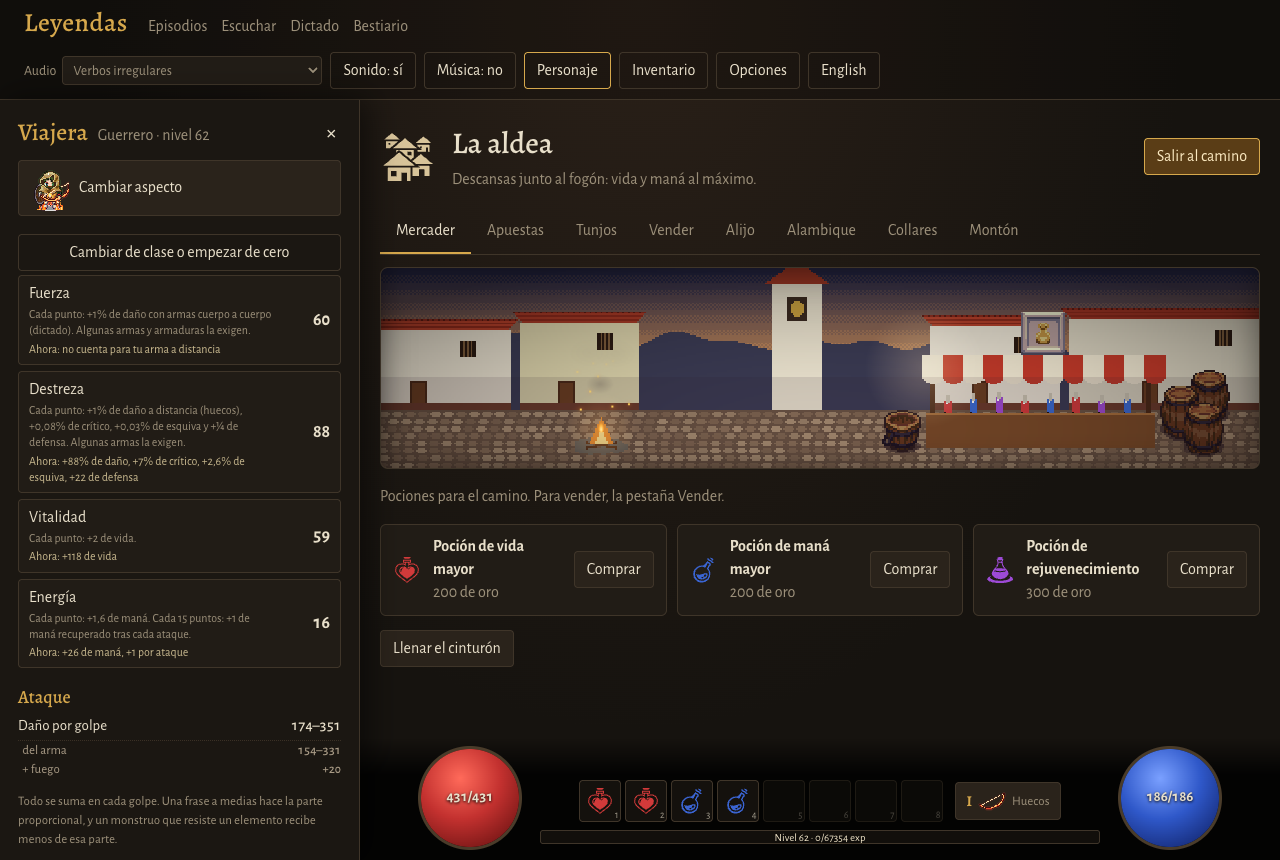 Leyendas Episodios Escuchar Dictado Bestiario
Audio Verbos irregulares Sonido: sí Música: no Personaje Inventario Opciones English
Viajera Guerrero · nivel 62 ×
Cambiar aspecto
Cambiar de clase o empezar de cero
Fuerza
Cada punto: +1% de daño con armas cuerpo a cuerpo
(dictado). Algunas armas y armaduras la exigen.
Ahora: no cuenta para tu arma a distancia
60
Destreza
Cada punto: +1% de daño a distancia (huecos),
+0,08% de crítico, +0,03% de esquiva y +¼ de
defensa. Algunas armas la exigen.
Ahora: +88% de daño, +7% de crítico, +2,6% de
esquiva, +22 de defensa
88
Vitalidad
Cada punto: +2 de vida.
Ahora: +118 de vida
59
Energía
Cada punto: +1,6 de maná. Cada 15 puntos: +1 de
maná recuperado tras cada ataque.
Ahora: +26 de maná, +1 por ataque
16
Ataque
Daño por golpe 174–351
del arma 154–331
+ fuego +20
Todo se suma en cada golpe. Una frase a medias hace la parte
proporcional, y un monstruo que resiste un elemento recibe
menos de esa parte.
La aldea
Descansas junto al fogón: vida y maná al máximo.
Salir al camino
Mercader Apuestas Tunjos Vender Alijo Alambique Collares Montón
Pociones para el camino. Para vender, la pestaña Vender.
Poción de vida
mayor
200 de oro
Comprar
Poción de maná
mayor
200 de oro
Comprar
Poción de
rejuvenecimiento
300 de oro
Comprar
Llenar el cinturón
431/431
1 2 3 4 5 6 7 8
I Huecos
186/186
Nivel 62 · 0/67354 exp